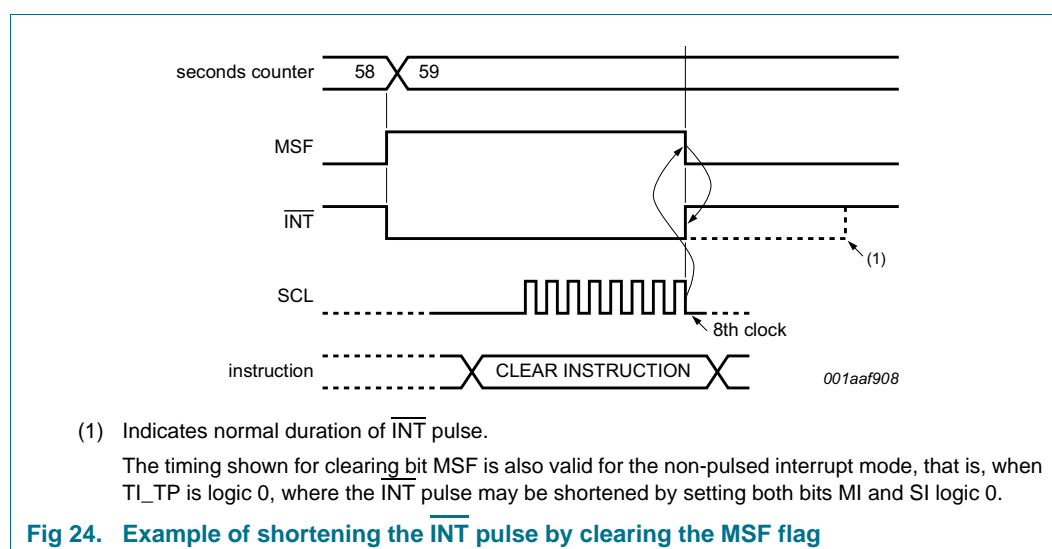 seconds counter 58 59
MSF
INT
(1)
SCL
8th clock
instruction CLEAR INSTRUCTION
001aaf908
(1) Indicates normal duration of INT pulse.
The timing shown for clearing bit MSF is also valid for the non-pulsed interrupt mode, that is, when
TI_TP is logic 0, where the INT pulse may be shortened by setting both bits MI and SI logic 0.
Fig 24. Example of shortening the INT pulse by clearing the MSF flag